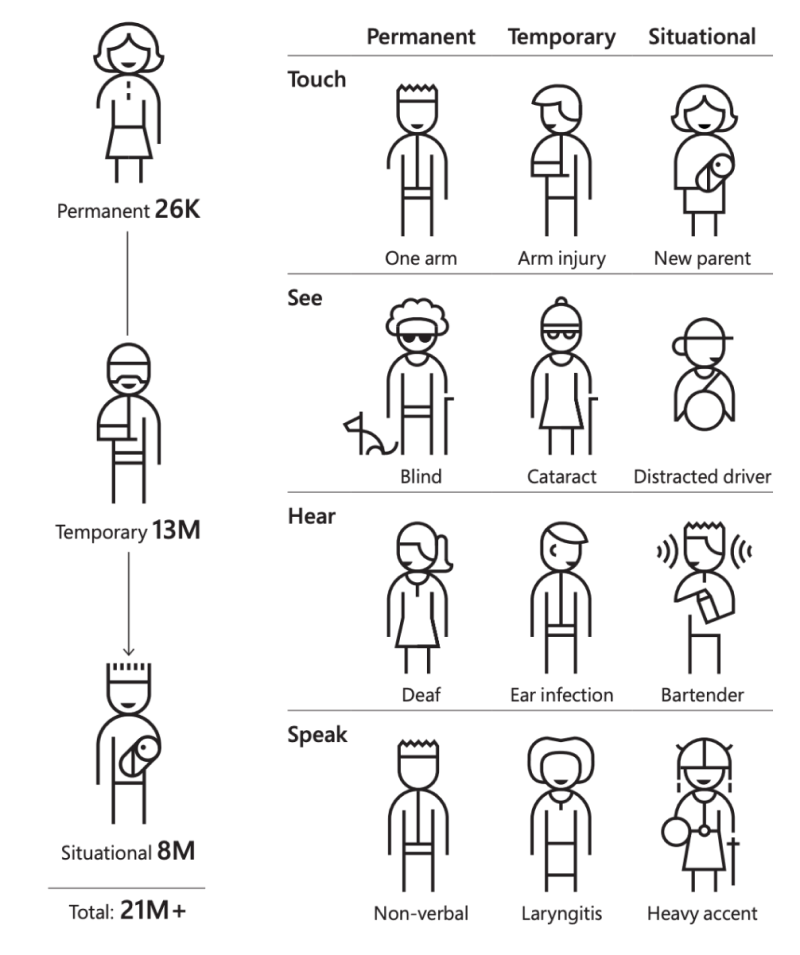 Permanent 26K
Temporary 13M
Situational 8M
Total: 21M+
Permanent Temporary Situational
Touch
One arm Arm injury New parent
See
Blind Cataract Distracted driver
Hear
Deaf Ear infection Bartender
Speak
Non-verbal Laryngitis Heavy accent